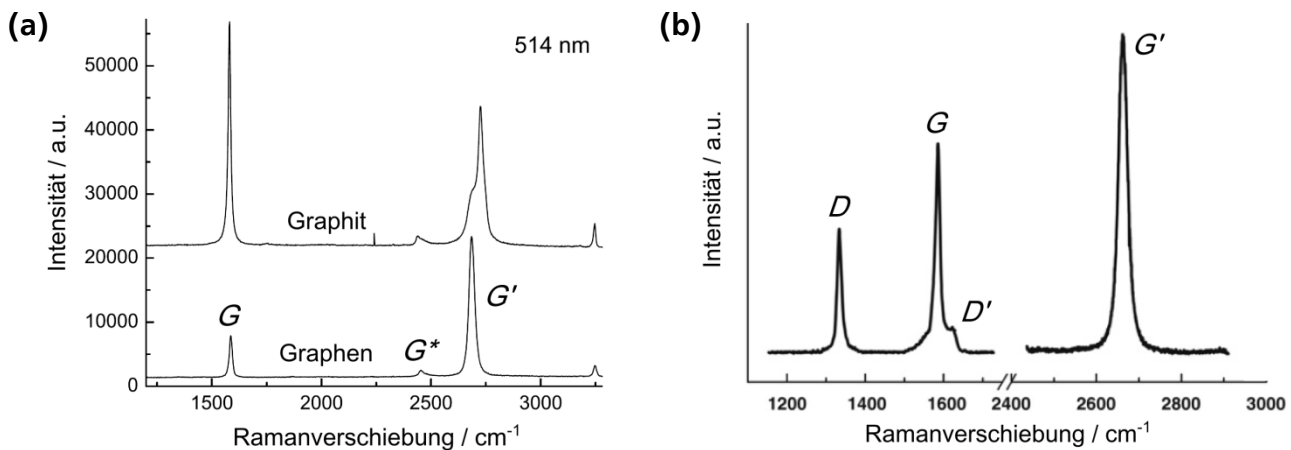 (a)
514 nm
Intensität / a.u.
50000
40000
30000
20000
10000
0
Graphit
Graphen
G
G*
G'
1500
2000
2500
3000
Ramanverschiebung / cm⁻¹
(b)
Intensität / a.u.
D
G
D'
G'
1200
1400
1600
2400
2600
2800
3000
Ramanverschiebung / cm⁻¹